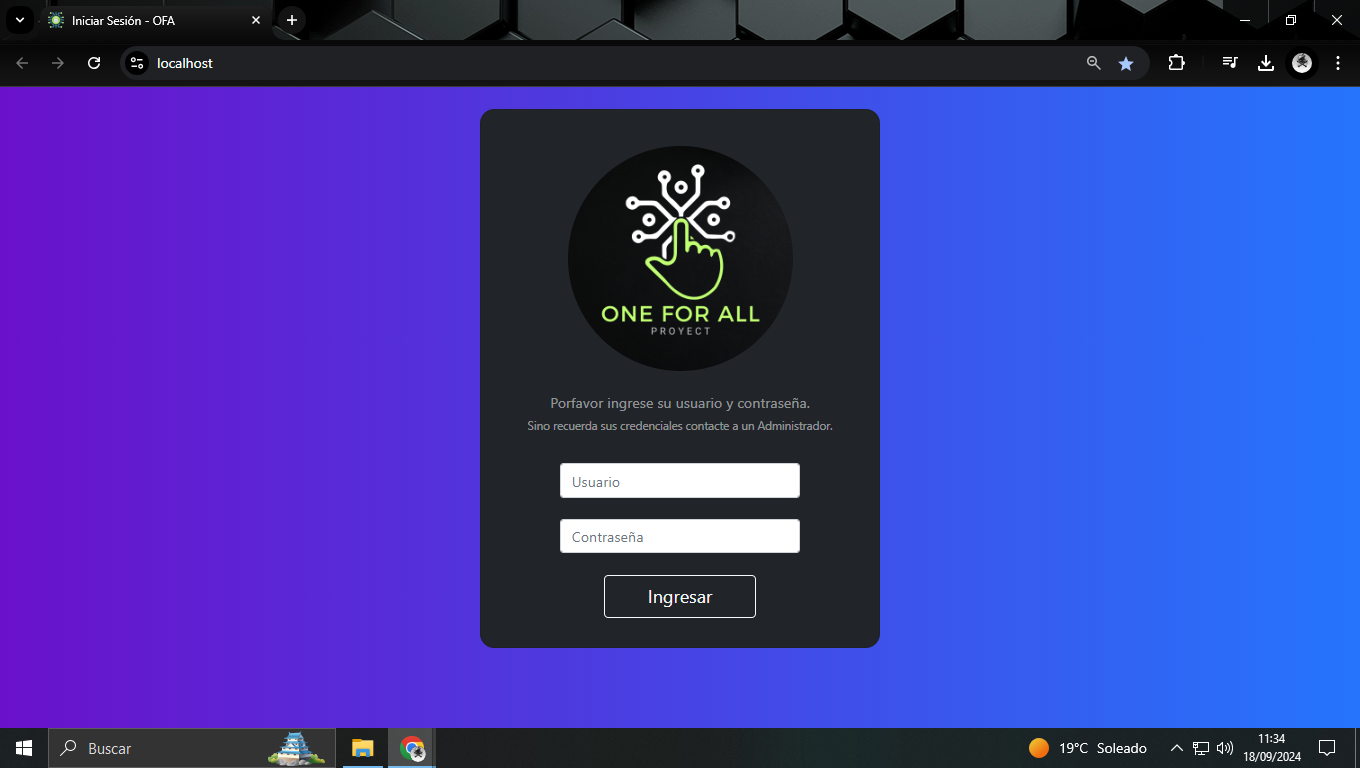 Iniciar Sesión - OFA
localhost
ONE FOR ALL
PROYECT
Porfavor ingrese su usuario y contraseña.
Sino recuerda sus credenciales contacte a un Administrador.
Usuario
Contraseña
Ingresar
Buscar
19°C Soleado
11:34
18/09/2024